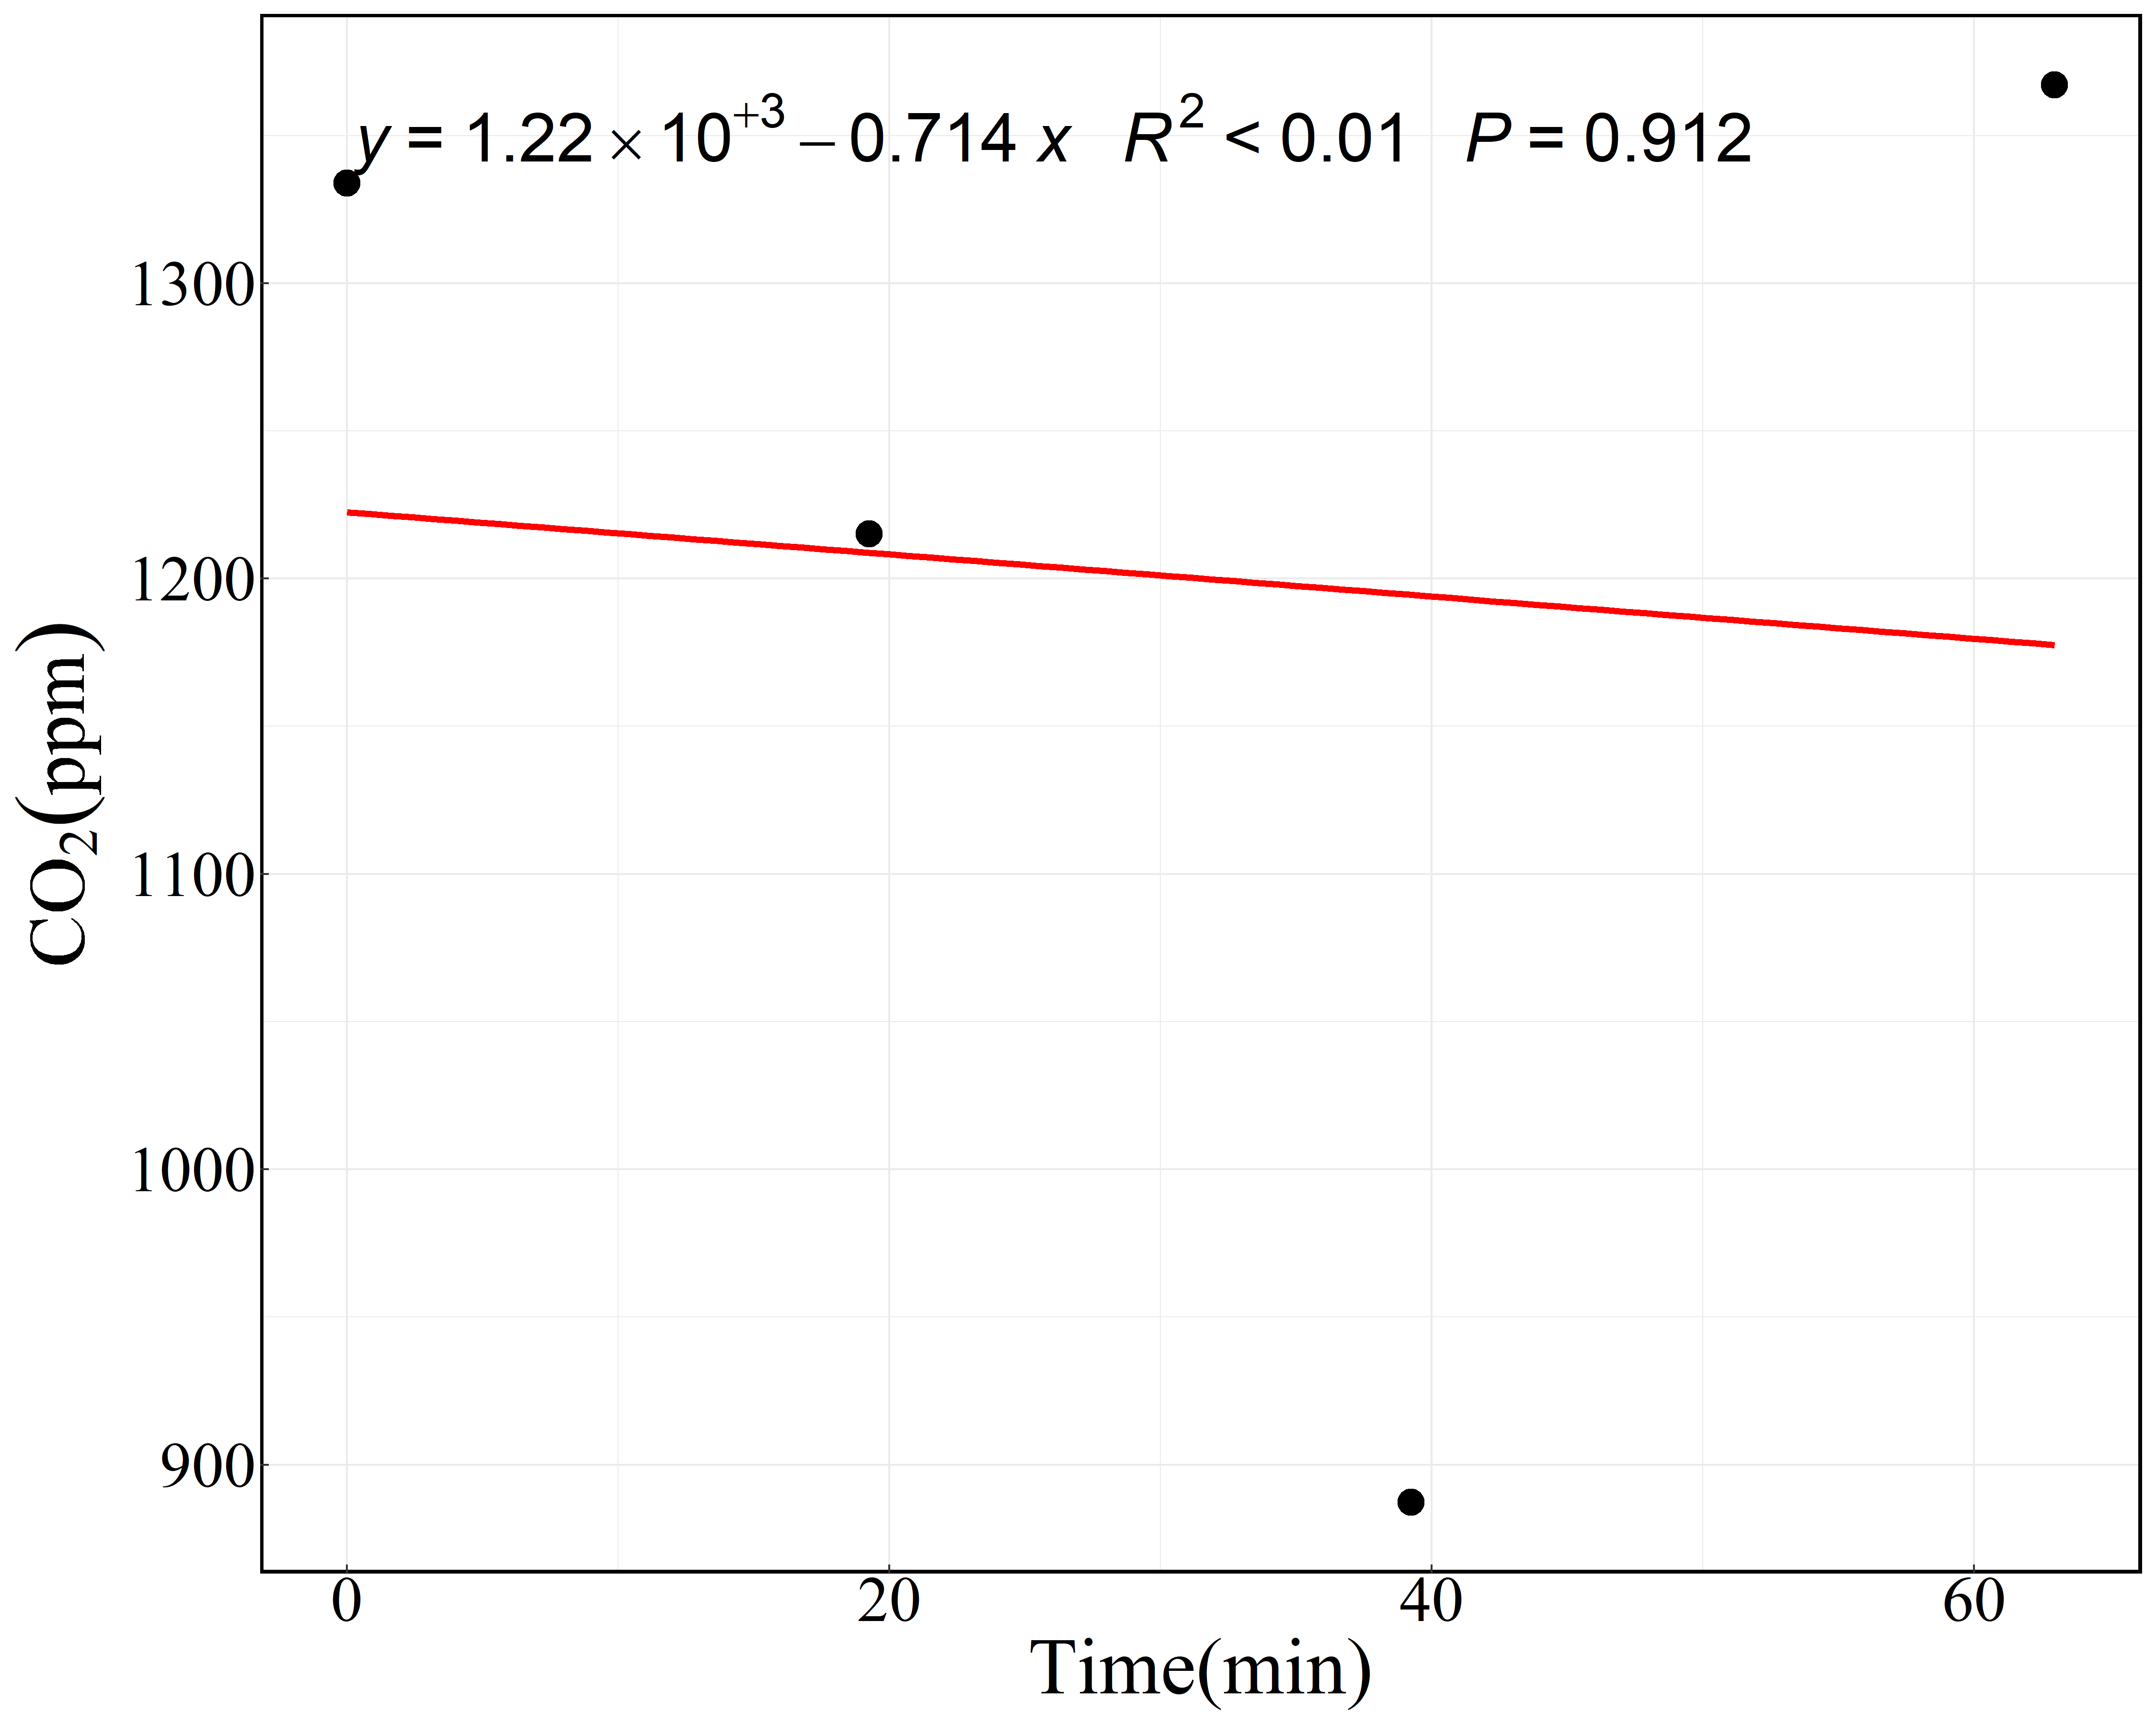 y = 1.22 × 10⁺³ − 0.714 x   R² < 0.01   P = 0.912
1300
1200
1100
1000
900
CO₂(ppm)
0 20 40 60
Time(min)